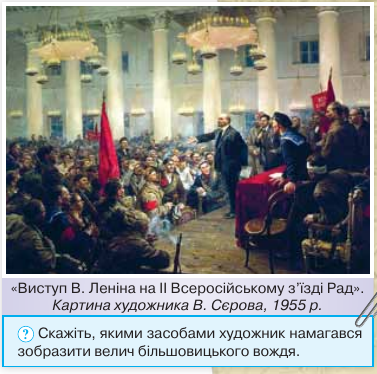 «Виступ В. Леніна на ІІ Всеросійському з’їзді Рад».
Картина художника В. Сєрова, 1955 р.
? Скажіть, якими засобами художник намагався
зобразити велич більшовицького вождя.